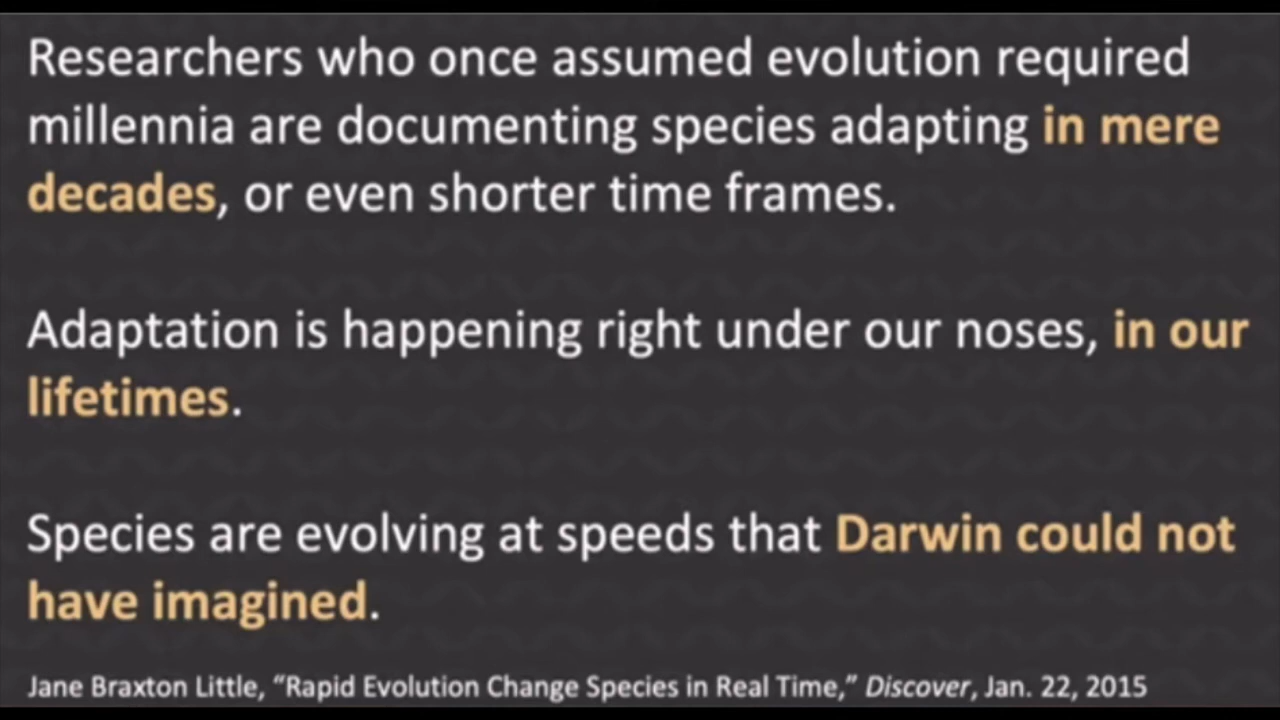 Researchers who once assumed evolution required
millennia are documenting species adapting in mere
decades, or even shorter time frames.
Adaptation is happening right under our noses, in our
lifetimes.
Species are evolving at speeds that Darwin could not
have imagined.
Jane Braxton Little, “Rapid Evolution Change Species in Real Time,” Discover, Jan. 22, 2015